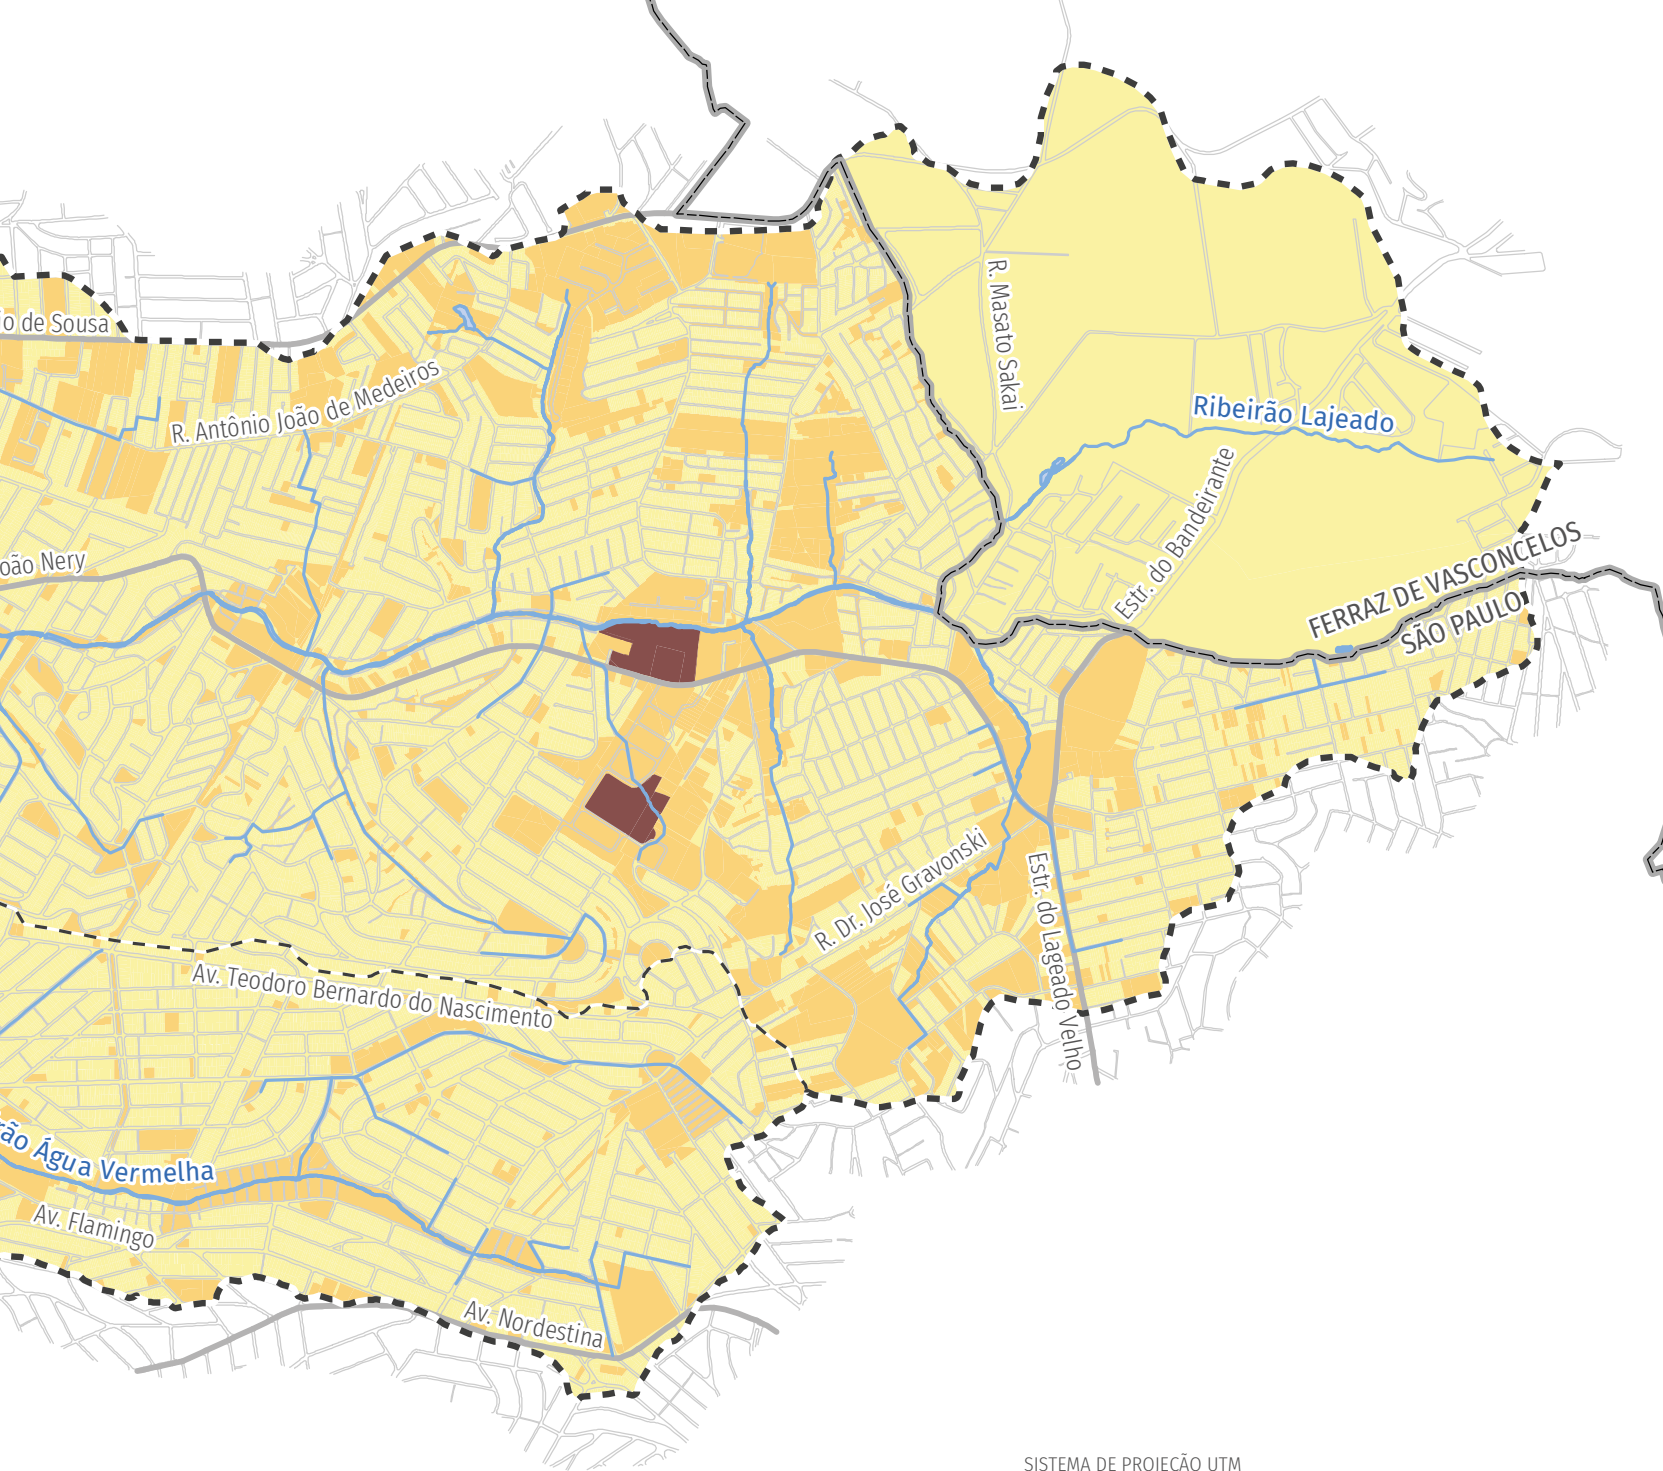 io de Sousa
R. Antônio João de Medeiros
R. Masato Sakai
Ribeirão Lajeado
Estr. do Bandeirante
oão Nery
FERRAZ DE VASCONCELOS
SÃO PAULO
R. Dr. José Gravonski
Estr. do Lageado Velho
Av. Teodoro Bernardo do Nascimento
rão Água Vermelha
Av. Flamingo
Av. Nordestina
SISTEMA DE PROJEÇÃO UTM